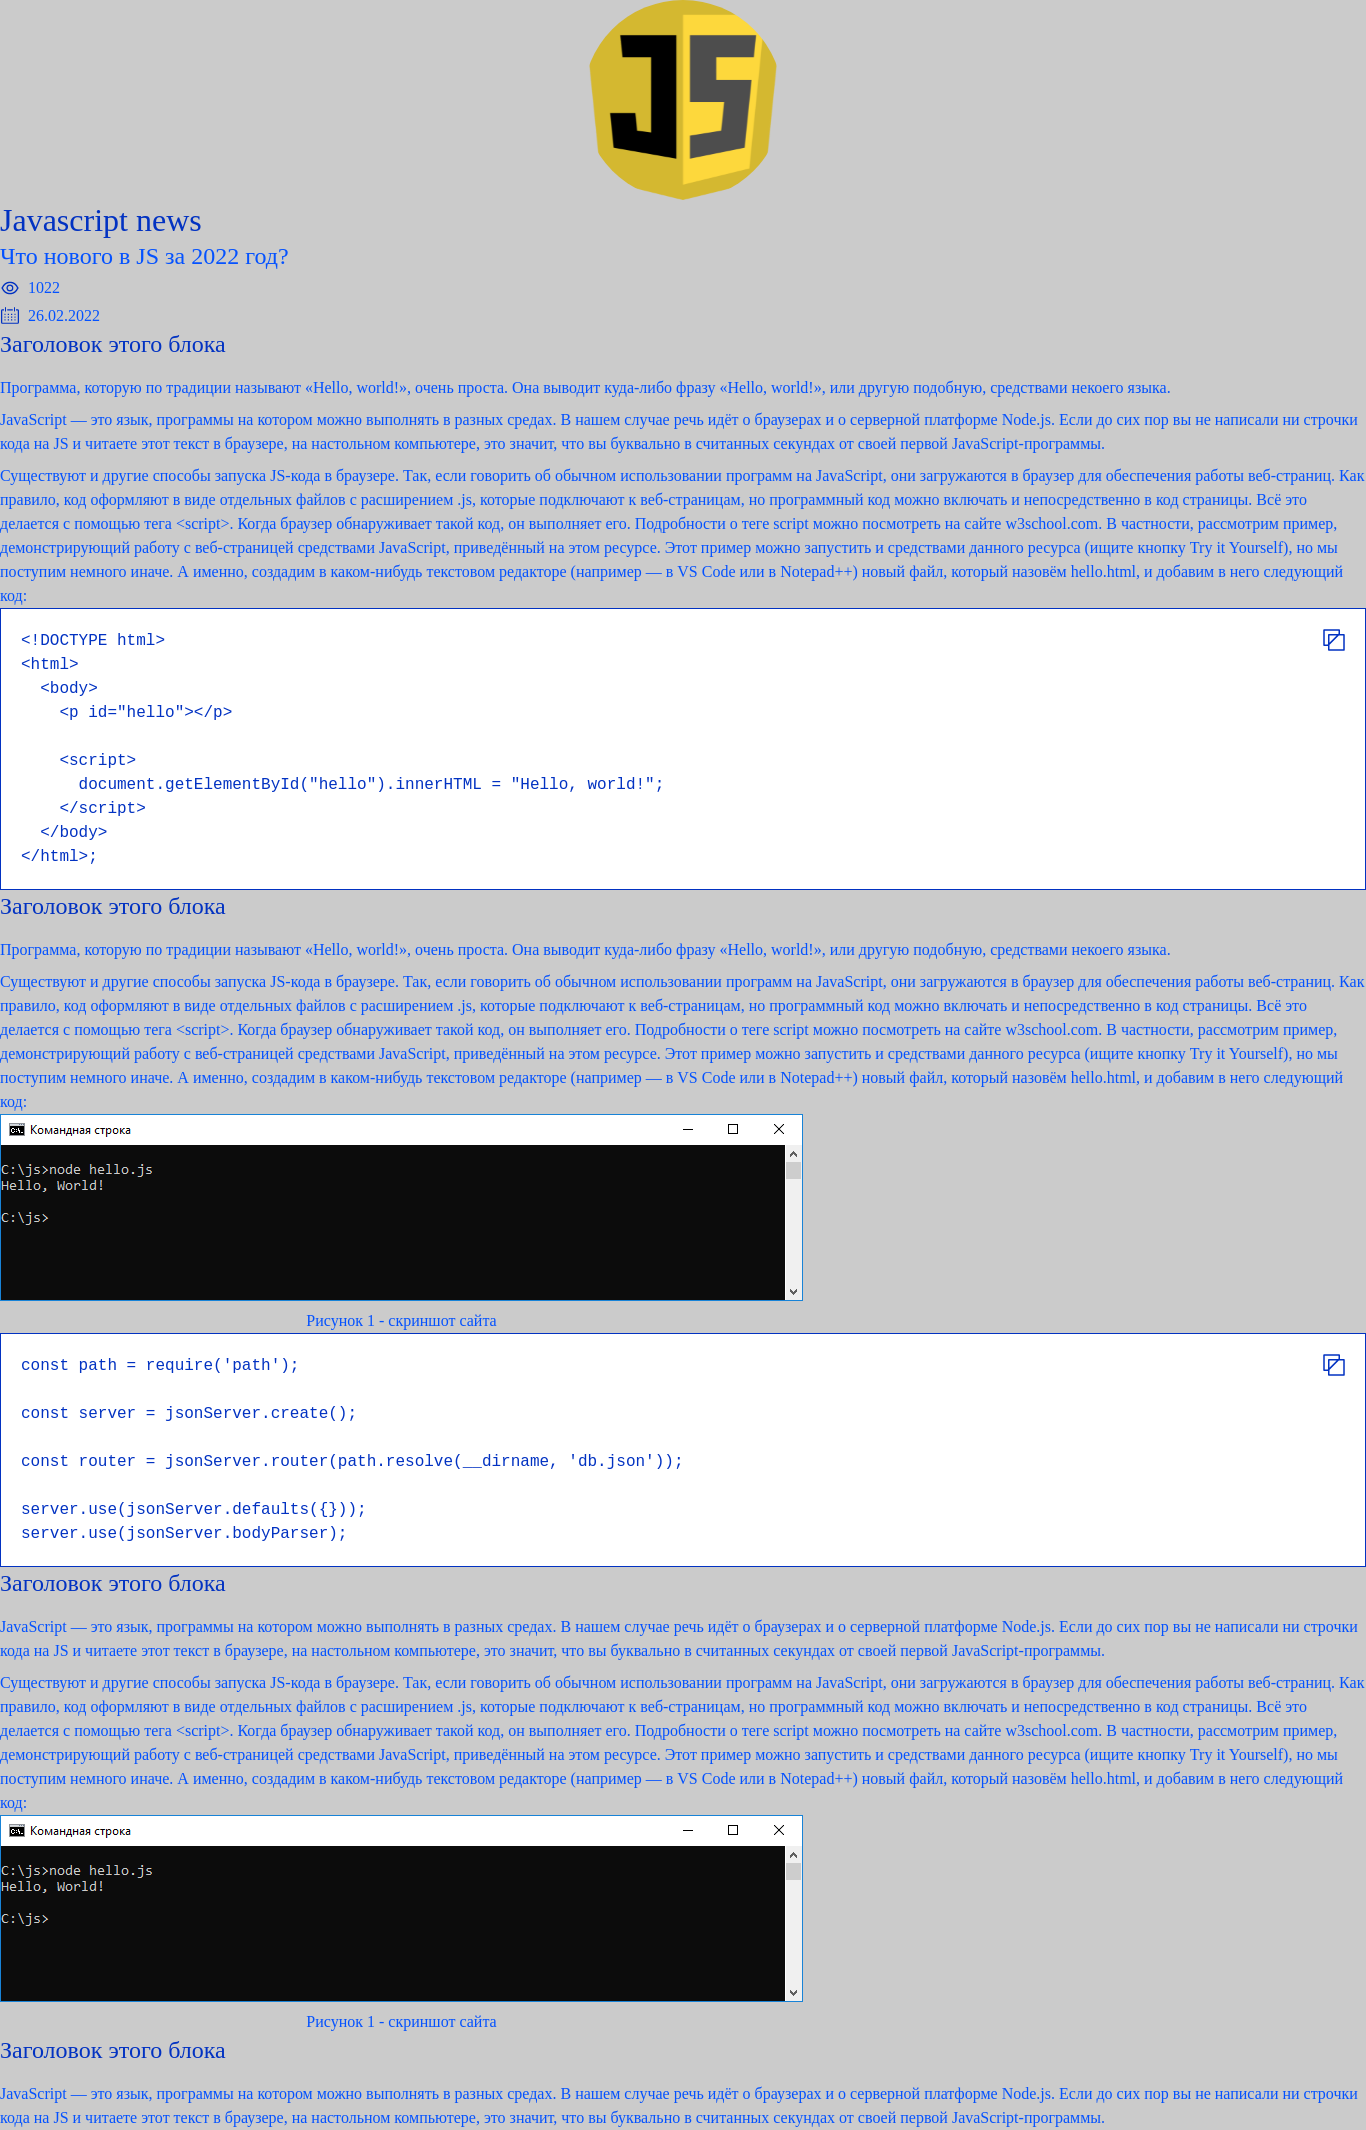 JS
Javascript news
Что нового в JS за 2022 год?
1022
26.02.2022
Заголовок этого блока
Программа, которую по традиции называют «Hello, world!», очень проста. Она выводит куда-либо фразу «Hello, world!», или другую подобную, средствами некоего языка.
JavaScript — это язык, программы на котором можно выполнять в разных средах. В нашем случае речь идёт о браузерах и о серверной платформе Node.js. Если до сих пор вы не написали ни строчки
кода на JS и читаете этот текст в браузере, на настольном компьютере, это значит, что вы буквально в считанных секундах от своей первой JavaScript-программы.
Существуют и другие способы запуска JS-кода в браузере. Так, если говорить об обычном использовании программ на JavaScript, они загружаются в браузер для обеспечения работы веб-страниц. Как
правило, код оформляют в виде отдельных файлов с расширением .js, которые подключают к веб-страницам, но программный код можно включать и непосредственно в код страницы. Всё это
делается с помощью тега <script>. Когда браузер обнаруживает такой код, он выполняет его. Подробности о теге script можно посмотреть на сайте w3school.com. В частности, рассмотрим пример,
демонстрирующий работу с веб-страницей средствами JavaScript, приведённый на этом ресурсе. Этот пример можно запустить и средствами данного ресурса (ищите кнопку Try it Yourself), но мы
поступим немного иначе. А именно, создадим в каком-нибудь текстовом редакторе (например — в VS Code или в Notepad++) новый файл, который назовём hello.html, и добавим в него следующий
код:
<!DOCTYPE html>
<html>
  <body>
    <p id="hello"></p>
    <script>
      document.getElementById("hello").innerHTML = "Hello, world!";
    </script>
  </body>
</html>;
Заголовок этого блока
Программа, которую по традиции называют «Hello, world!», очень проста. Она выводит куда-либо фразу «Hello, world!», или другую подобную, средствами некоего языка.
Существуют и другие способы запуска JS-кода в браузере. Так, если говорить об обычном использовании программ на JavaScript, они загружаются в браузер для обеспечения работы веб-страниц. Как
правило, код оформляют в виде отдельных файлов с расширением .js, которые подключают к веб-страницам, но программный код можно включать и непосредственно в код страницы. Всё это
делается с помощью тега <script>. Когда браузер обнаруживает такой код, он выполняет его. Подробности о теге script можно посмотреть на сайте w3school.com. В частности, рассмотрим пример,
демонстрирующий работу с веб-страницей средствами JavaScript, приведённый на этом ресурсе. Этот пример можно запустить и средствами данного ресурса (ищите кнопку Try it Yourself), но мы
поступим немного иначе. А именно, создадим в каком-нибудь текстовом редакторе (например — в VS Code или в Notepad++) новый файл, который назовём hello.html, и добавим в него следующий
код:
Командная строка
C:\js>node hello.js
Hello, World!
C:\js>
Рисунок 1 - скриншот сайта
const path = require('path');
const server = jsonServer.create();
const router = jsonServer.router(path.resolve(__dirname, 'db.json'));
server.use(jsonServer.defaults({}));
server.use(jsonServer.bodyParser);
Заголовок этого блока
JavaScript — это язык, программы на котором можно выполнять в разных средах. В нашем случае речь идёт о браузерах и о серверной платформе Node.js. Если до сих пор вы не написали ни строчки
кода на JS и читаете этот текст в браузере, на настольном компьютере, это значит, что вы буквально в считанных секундах от своей первой JavaScript-программы.
Существуют и другие способы запуска JS-кода в браузере. Так, если говорить об обычном использовании программ на JavaScript, они загружаются в браузер для обеспечения работы веб-страниц. Как
правило, код оформляют в виде отдельных файлов с расширением .js, которые подключают к веб-страницам, но программный код можно включать и непосредственно в код страницы. Всё это
делается с помощью тега <script>. Когда браузер обнаруживает такой код, он выполняет его. Подробности о теге script можно посмотреть на сайте w3school.com. В частности, рассмотрим пример,
демонстрирующий работу с веб-страницей средствами JavaScript, приведённый на этом ресурсе. Этот пример можно запустить и средствами данного ресурса (ищите кнопку Try it Yourself), но мы
поступим немного иначе. А именно, создадим в каком-нибудь текстовом редакторе (например — в VS Code или в Notepad++) новый файл, который назовём hello.html, и добавим в него следующий
код:
Командная строка
C:\js>node hello.js
Hello, World!
C:\js>
Рисунок 1 - скриншот сайта
Заголовок этого блока
JavaScript — это язык, программы на котором можно выполнять в разных средах. В нашем случае речь идёт о браузерах и о серверной платформе Node.js. Если до сих пор вы не написали ни строчки
кода на JS и читаете этот текст в браузере, на настольном компьютере, это значит, что вы буквально в считанных секундах от своей первой JavaScript-программы.